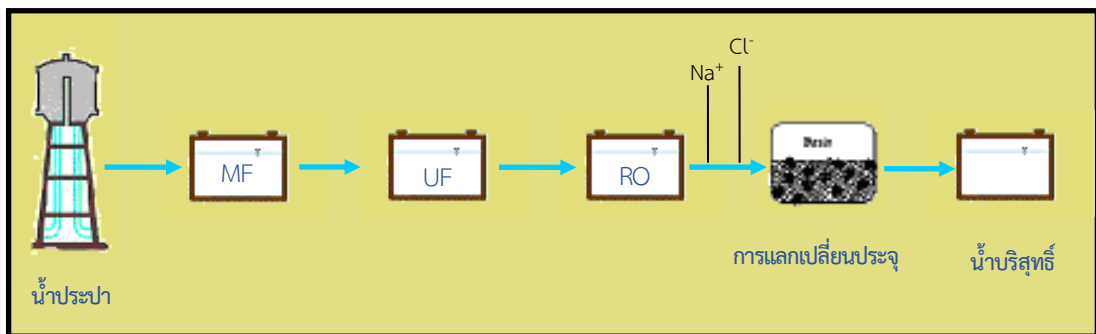 Cl⁻
Na⁺
MF
UF
RO
Resin
การแลกเปลี่ยนประจุ
น้ำบริสุทธิ์
น้ำประปา